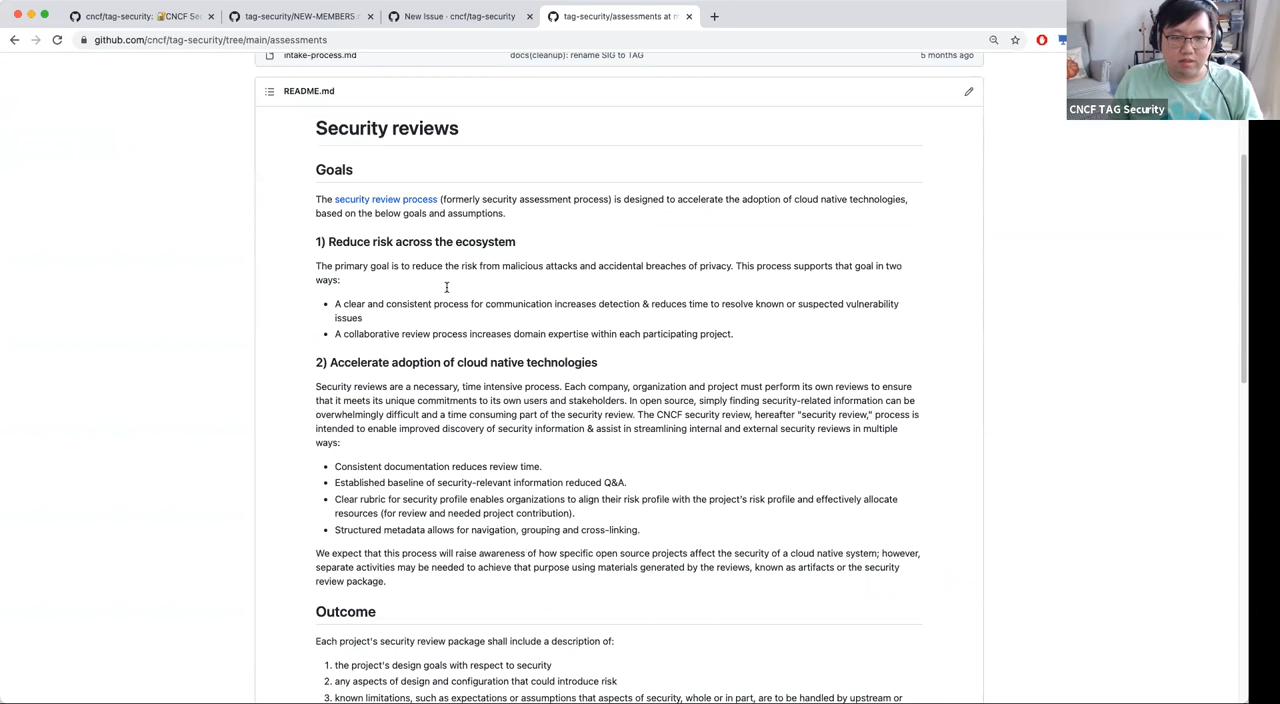 cncf/tag-security: 🔐CNCF Se
tag-security/NEW-MEMBERS
New Issue · cncf/tag-security
tag-security/assessments at m
github.com/cncf/tag-security/tree/main/assessments
CNCF TAG Security
intake-process.md
docs(cleanup): rename SIG to TAG
5 months ago
README.md
Security reviews
Goals
The security review process (formerly security assessment process) is designed to accelerate the adoption of cloud native technologies,
based on the below goals and assumptions.
1) Reduce risk across the ecosystem
The primary goal is to reduce the risk from malicious attacks and accidental breaches of privacy. This process supports that goal in two
ways:
• A clear and consistent process for communication increases detection & reduces time to resolve known or suspected vulnerability
issues
• A collaborative review process increases domain expertise within each participating project.
2) Accelerate adoption of cloud native technologies
Security reviews are a necessary, time intensive process. Each company, organization and project must perform its own reviews to ensure
that it meets its unique commitments to its own users and stakeholders. In open source, simply finding security-related information can be
overwhelmingly difficult and a time consuming part of the security review. The CNCF security review, hereafter "security review," process is
intended to enable improved discovery of security information & assist in streamlining internal and external security reviews in multiple
ways:
• Consistent documentation reduces review time.
• Established baseline of security-relevant information reduced Q&A.
• Clear rubric for security profile enables organizations to align their risk profile with the project's risk profile and effectively allocate
resources (for review and needed project contribution).
• Structured metadata allows for navigation, grouping and cross-linking.
We expect that this process will raise awareness of how specific open source projects affect the security of a cloud native system; however,
separate activities may be needed to achieve that purpose using materials generated by the reviews, known as artifacts or the security
review package.
Outcome
Each project's security review package shall include a description of:
1. the project's design goals with respect to security
2. any aspects of design and configuration that could introduce risk
3. known limitations, such as expectations or assumptions that aspects of security, whole or in part, are to be handled by upstream or